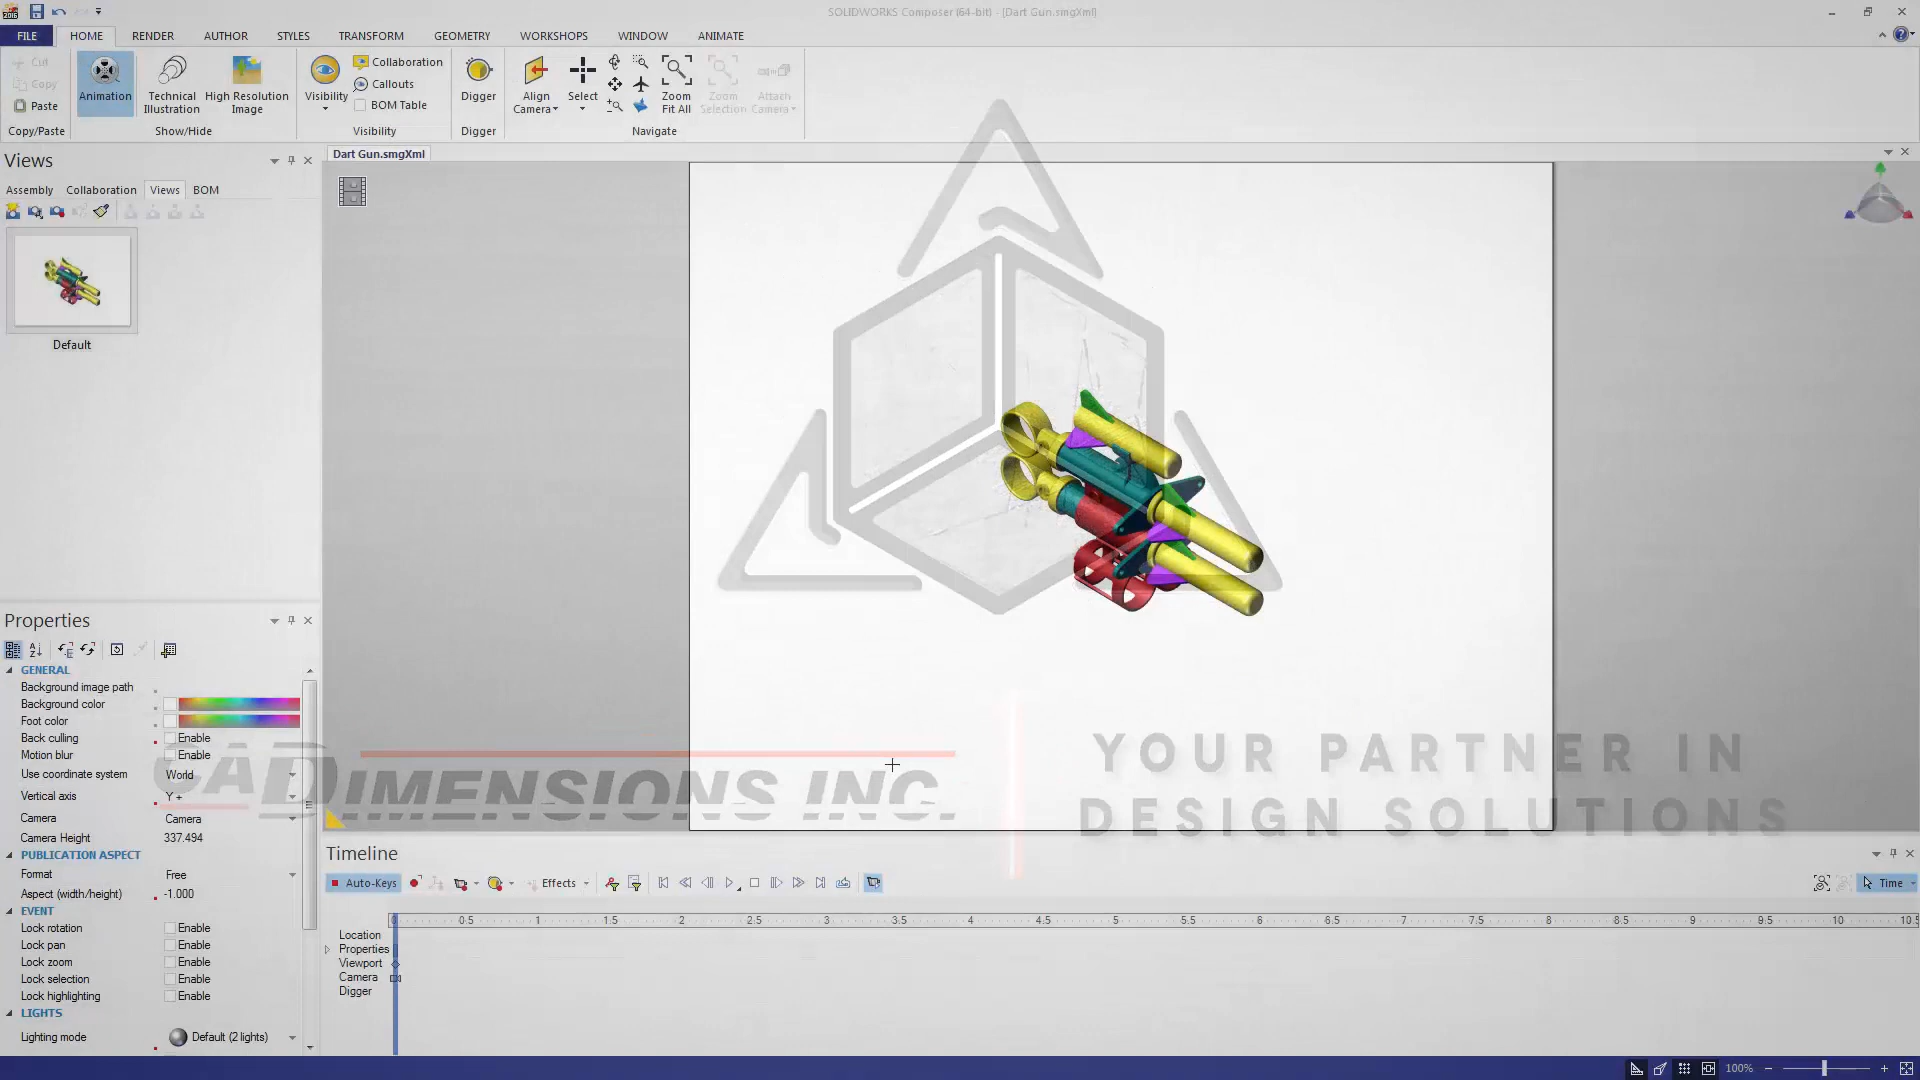 SOLIDWORKS Composer (64-bit) - [Dart Gun.smgXml]
FILE HOME RENDER AUTHOR STYLES TRANSFORM GEOMETRY WORKSHOPS WINDOW ANIMATE
Cut
Copy
Paste
Copy/Paste
Animation
Technical Illustration
High Resolution Image
Show/Hide
Visibility
Collaboration
Callouts
BOM Table
Visibility
Digger
Digger
Align Camera
Select
Zoom Fit All
Zoom Selection
Attach Camera
Navigate
Views
Dart Gun.smgXml
Assembly Collaboration Views BOM
Default
Properties
GENERAL
Background image path
Background color
Foot color
Back culling Enable
Motion blur Enable
Use coordinate system World
Vertical axis Y +
Camera Camera
Camera Height 337.494
PUBLICATION ASPECT
Format Free
Aspect (width/height) -1.000
EVENT
Lock rotation Enable
Lock pan Enable
Lock zoom Enable
Lock selection Enable
Lock highlighting Enable
LIGHTS
Lighting mode Default (2 lights)
CADIMENSIONS INC.
YOUR PARTNER IN
DESIGN SOLUTIONS
Timeline
Auto-Keys Effects Time
0 0.5 1 1.5 2 2.5 3 3.5 4 4.5 5 5.5 6 6.5 7 7.5 8 8.5 9 9.5 10 10.5
Location
Properties
Viewport
Camera
Digger
100%